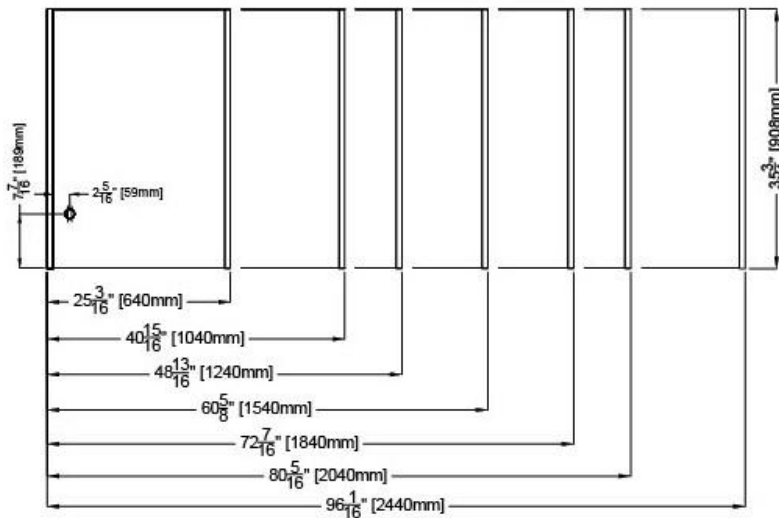 7 7/16" [189mm]
2 5/16" [59mm]
35 3/4" [908mm]
25 3/16" [640mm]
40 15/16" [1040mm]
48 13/16" [1240mm]
60 5/8" [1540mm]
72 7/16" [1840mm]
80 5/16" [2040mm]
96 1/16" [2440mm]